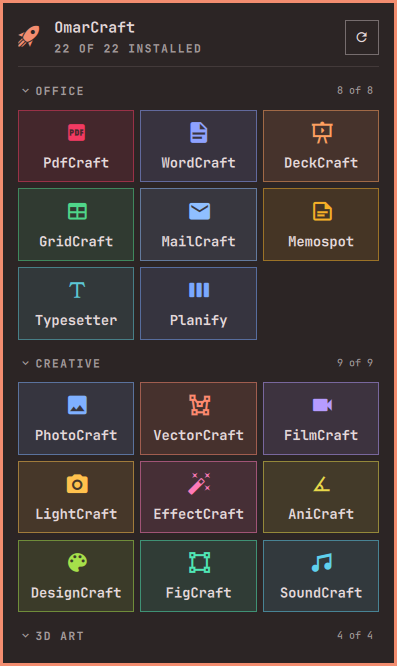 OmarCraft
22 OF 22 INSTALLED
OFFICE 8 of 8
PDF
PdfCraft WordCraft DeckCraft
GridCraft MailCraft Memospot
T
Typesetter Planify
CREATIVE 9 of 9
PhotoCraft VectorCraft FilmCraft
LightCraft EffectCraft AniCraft
DesignCraft FigCraft SoundCraft
3D ART 4 of 4